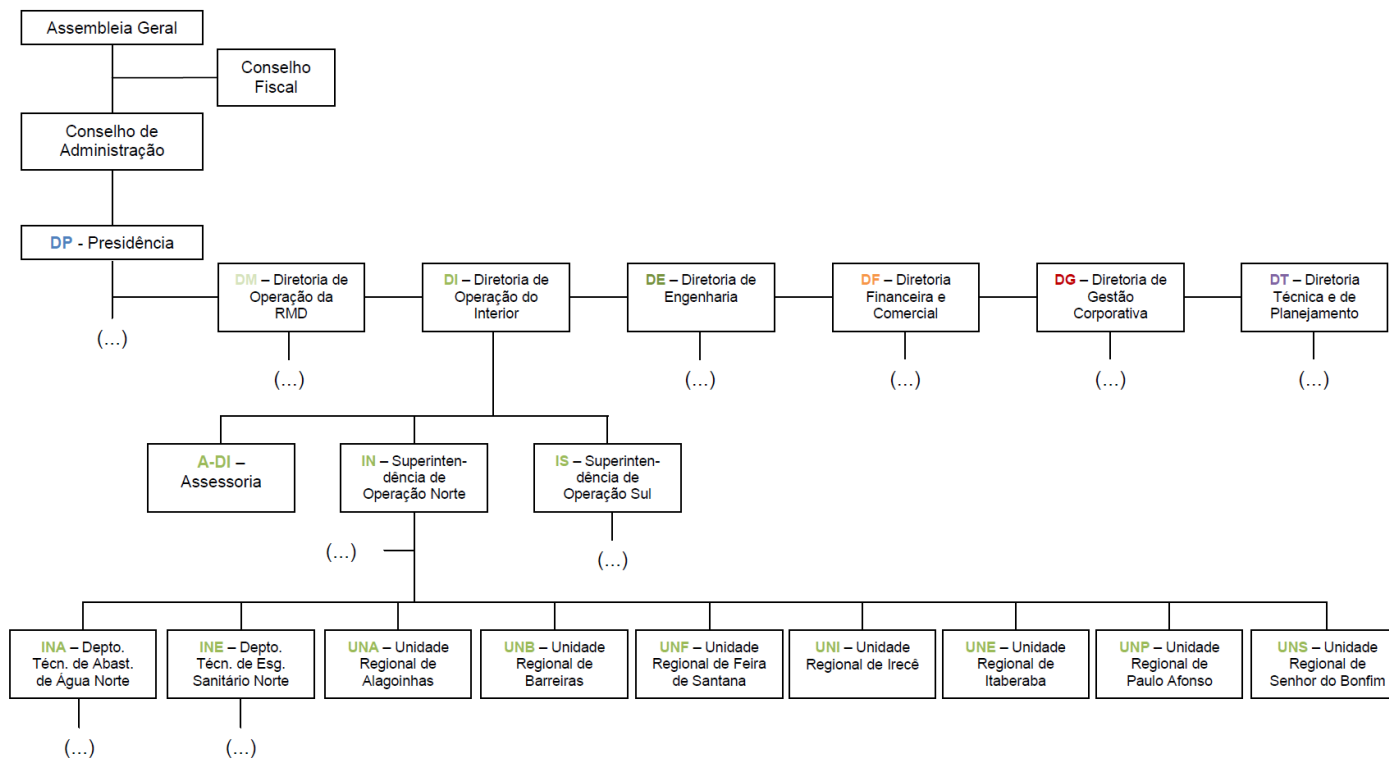 Assembleia Geral
Conselho
Fiscal
Conselho de
Administração
DP - Presidência
DM – Diretoria de
Operação da
RMD
DI – Diretoria de
Operação do
Interior
DE – Diretoria de
Engenharia
DF – Diretoria
Financeira e
Comercial
DG – Diretoria de
Gestão
Corporativa
DT – Diretoria
Técnica e de
Planejamento
(...)
(...)
(...)
(...)
(...)
(...)
A-DI –
Assessoria
IN – Superinten-
dência de
Operação Norte
IS – Superinten-
dência de
Operação Sul
(...)
(...)
INA – Depto.
Técn. de Abast.
de Água Norte
INE – Depto.
Técn. de Esg.
Sanitário Norte
UNA – Unidade
Regional de
Alagoinhas
UNB – Unidade
Regional de
Barreiras
UNF – Unidade
Regional de Feira
de Santana
UNI – Unidade
Regional de Irecê
UNE – Unidade
Regional de
Itaberaba
UNP – Unidade
Regional de
Paulo Afonso
UNS – Unidade
Regional de
Senhor do Bonfim
(...)
(...)